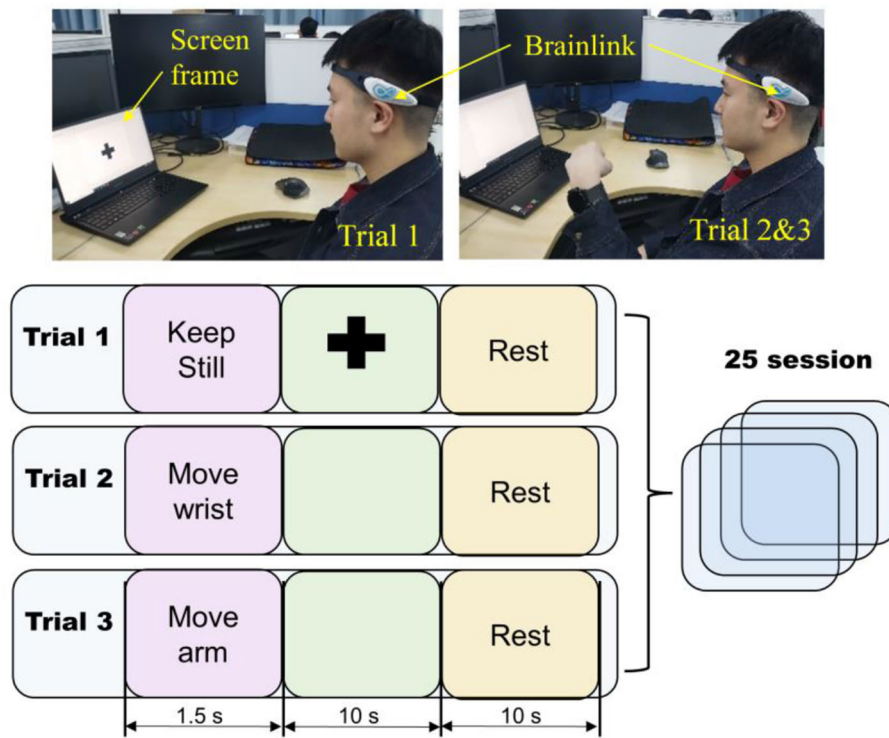 Screen
frame
Brainlink
Trial 1
Trial 2&3
Trial 1
Keep
Still
Rest
25 session
Trial 2
Move
wrist
Rest
Trial 3
Move
arm
Rest
1.5 s
10 s
10 s